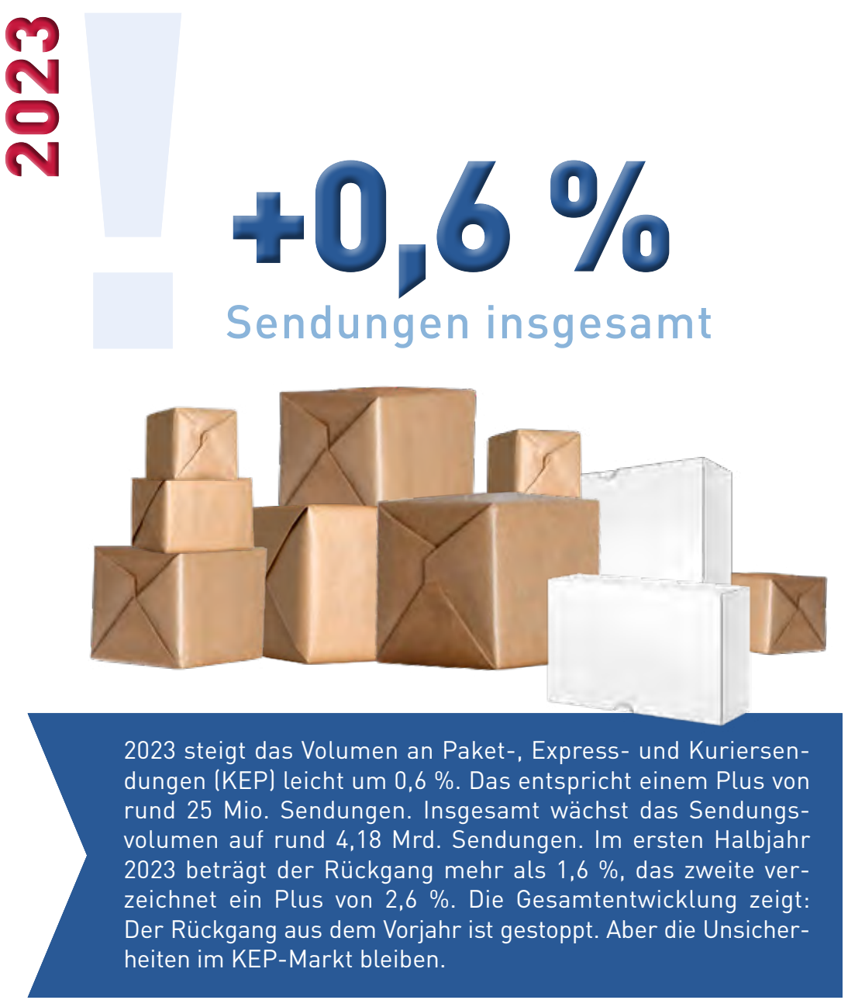 2023
!
+0,6 %
Sendungen insgesamt
2023 steigt das Volumen an Paket-, Express- und Kuriersen-
dungen (KEP) leicht um 0,6 %. Das entspricht einem Plus von
rund 25 Mio. Sendungen. Insgesamt wächst das Sendungs-
volumen auf rund 4,18 Mrd. Sendungen. Im ersten Halbjahr
2023 beträgt der Rückgang mehr als 1,6 %, das zweite ver-
zeichnet ein Plus von 2,6 %. Die Gesamtentwicklung zeigt:
Der Rückgang aus dem Vorjahr ist gestoppt. Aber die Unsicher-
heiten im KEP-Markt bleiben.